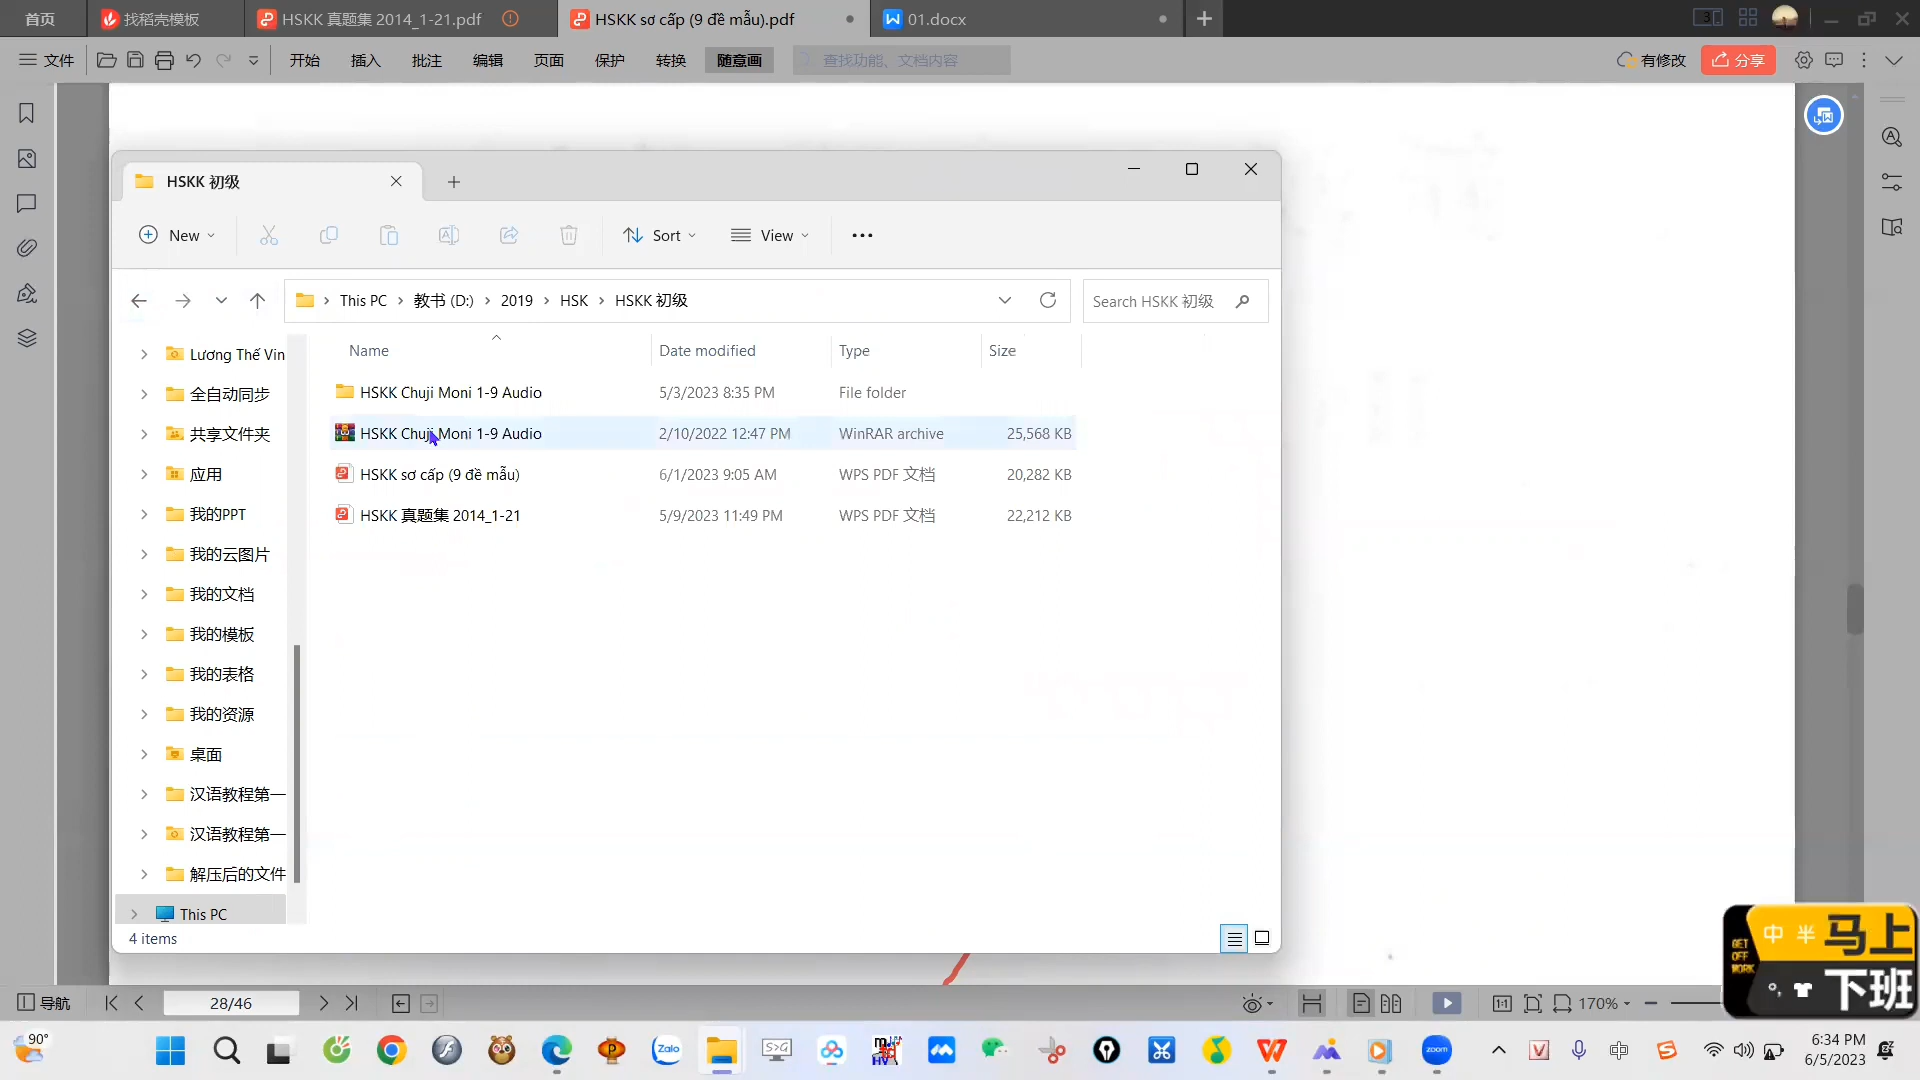 首页
找稻壳模板
HSKK 真题集 2014_1-21.pdf
HSKK sơ cấp (9 đề mẫu).pdf
01.docx
文件
开始
插入
批注
编辑
页面
保护
转换
随意画
查找功能、文档内容
有修改
分享
HSKK 初级
New
Sort
View
This PC
教书 (D:)
2019
HSK
HSKK 初级
Search HSKK 初级
Name
Date modified
Type
Size
HSKK Chuji Moni 1-9 Audio
5/3/2023 8:35 PM
File folder
HSKK Chuji Moni 1-9 Audio
2/10/2022 12:47 PM
WinRAR archive
25,568 KB
HSKK sơ cấp (9 đề mẫu)
6/1/2023 9:05 AM
WPS PDF 文档
20,282 KB
HSKK 真题集 2014_1-21
5/9/2023 11:49 PM
WPS PDF 文档
22,212 KB
Lương Thế Vin
全自动同步
共享文件夹
应用
我的PPT
我的云图片
我的文档
我的模板
我的表格
我的资源
桌面
汉语教程第一
汉语教程第一
解压后的文件
This PC
4 items
GET
OFF
WORK
中 半
马上
下班
导航
28/46
1:1
170%
90°
Zalo
zoom
中
6:34 PM
6/5/2023